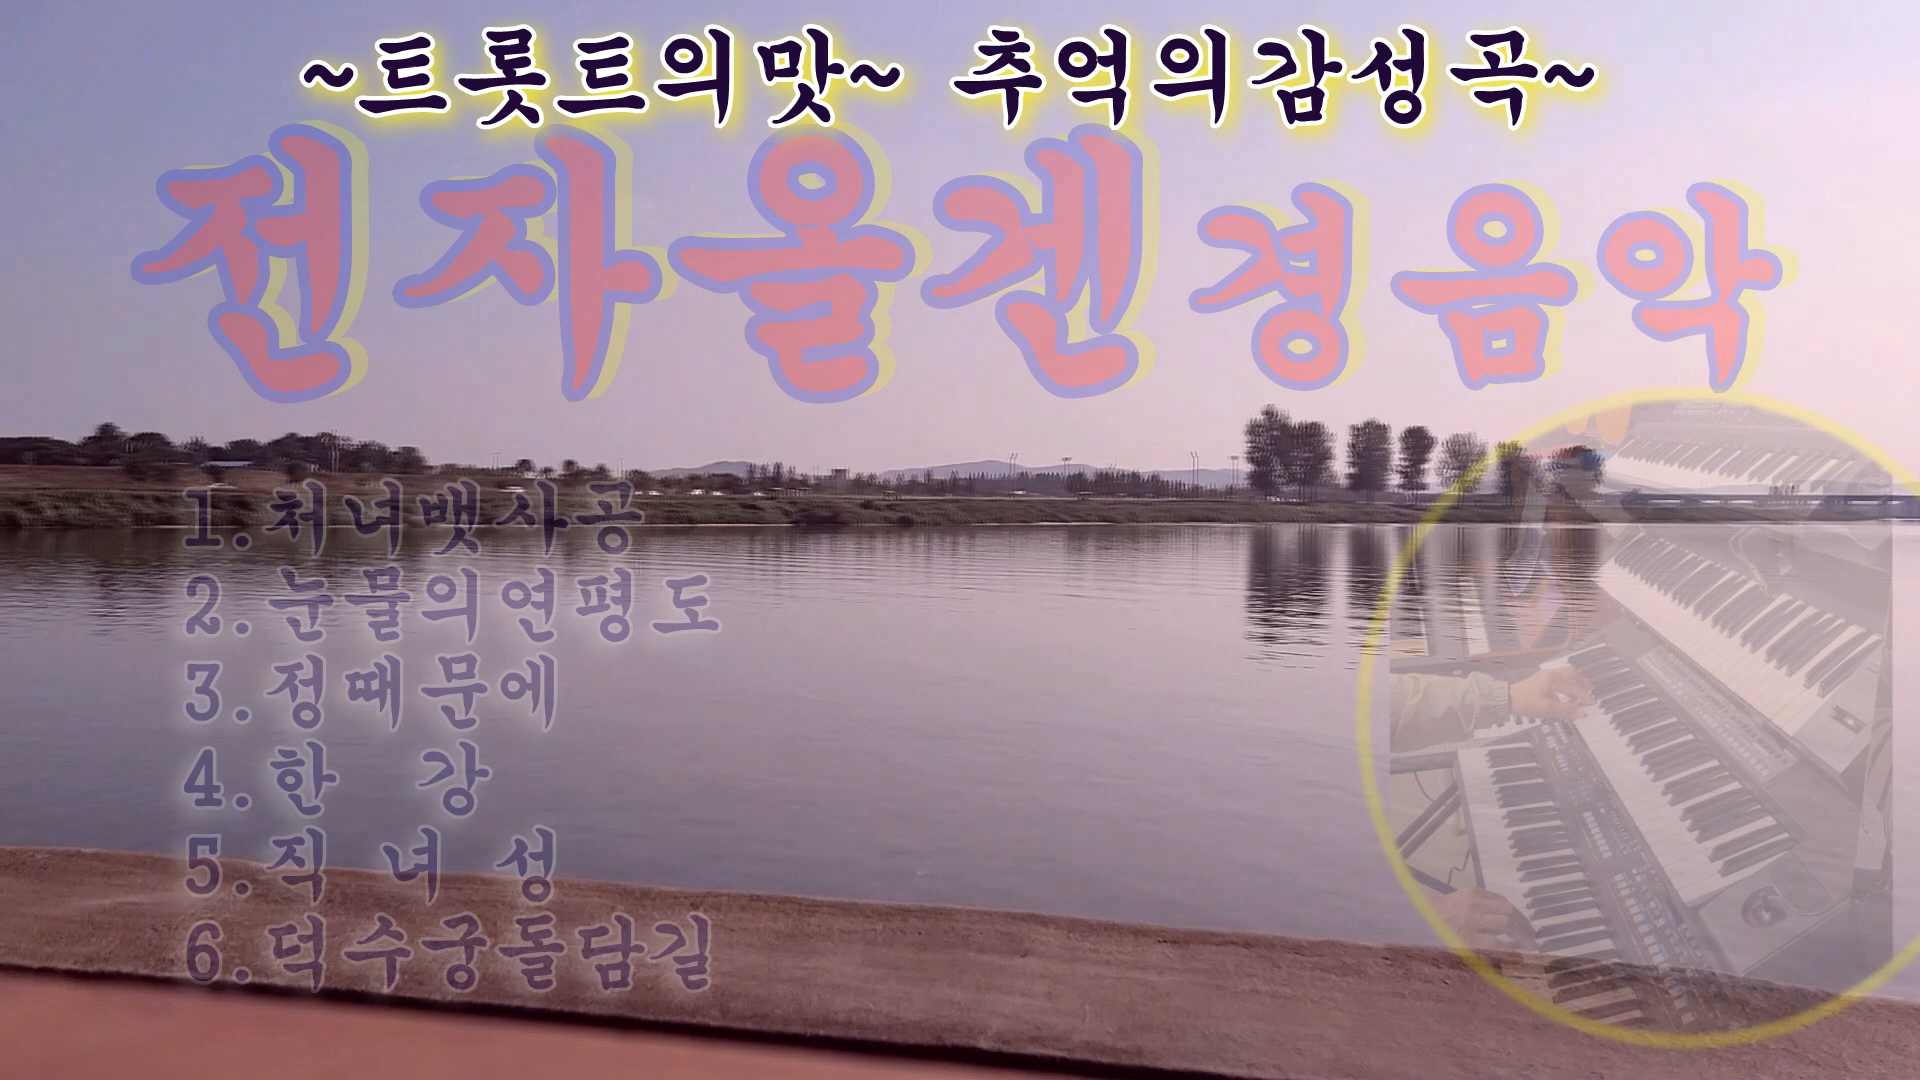 ~트롯트의맛~ 추억의감성곡~
전자올겐경음악
1.처녀뱃사공
2.눈물의연평도
3.정때문에
4.한 강
5.직 녀 성
6.덕수궁돌담길